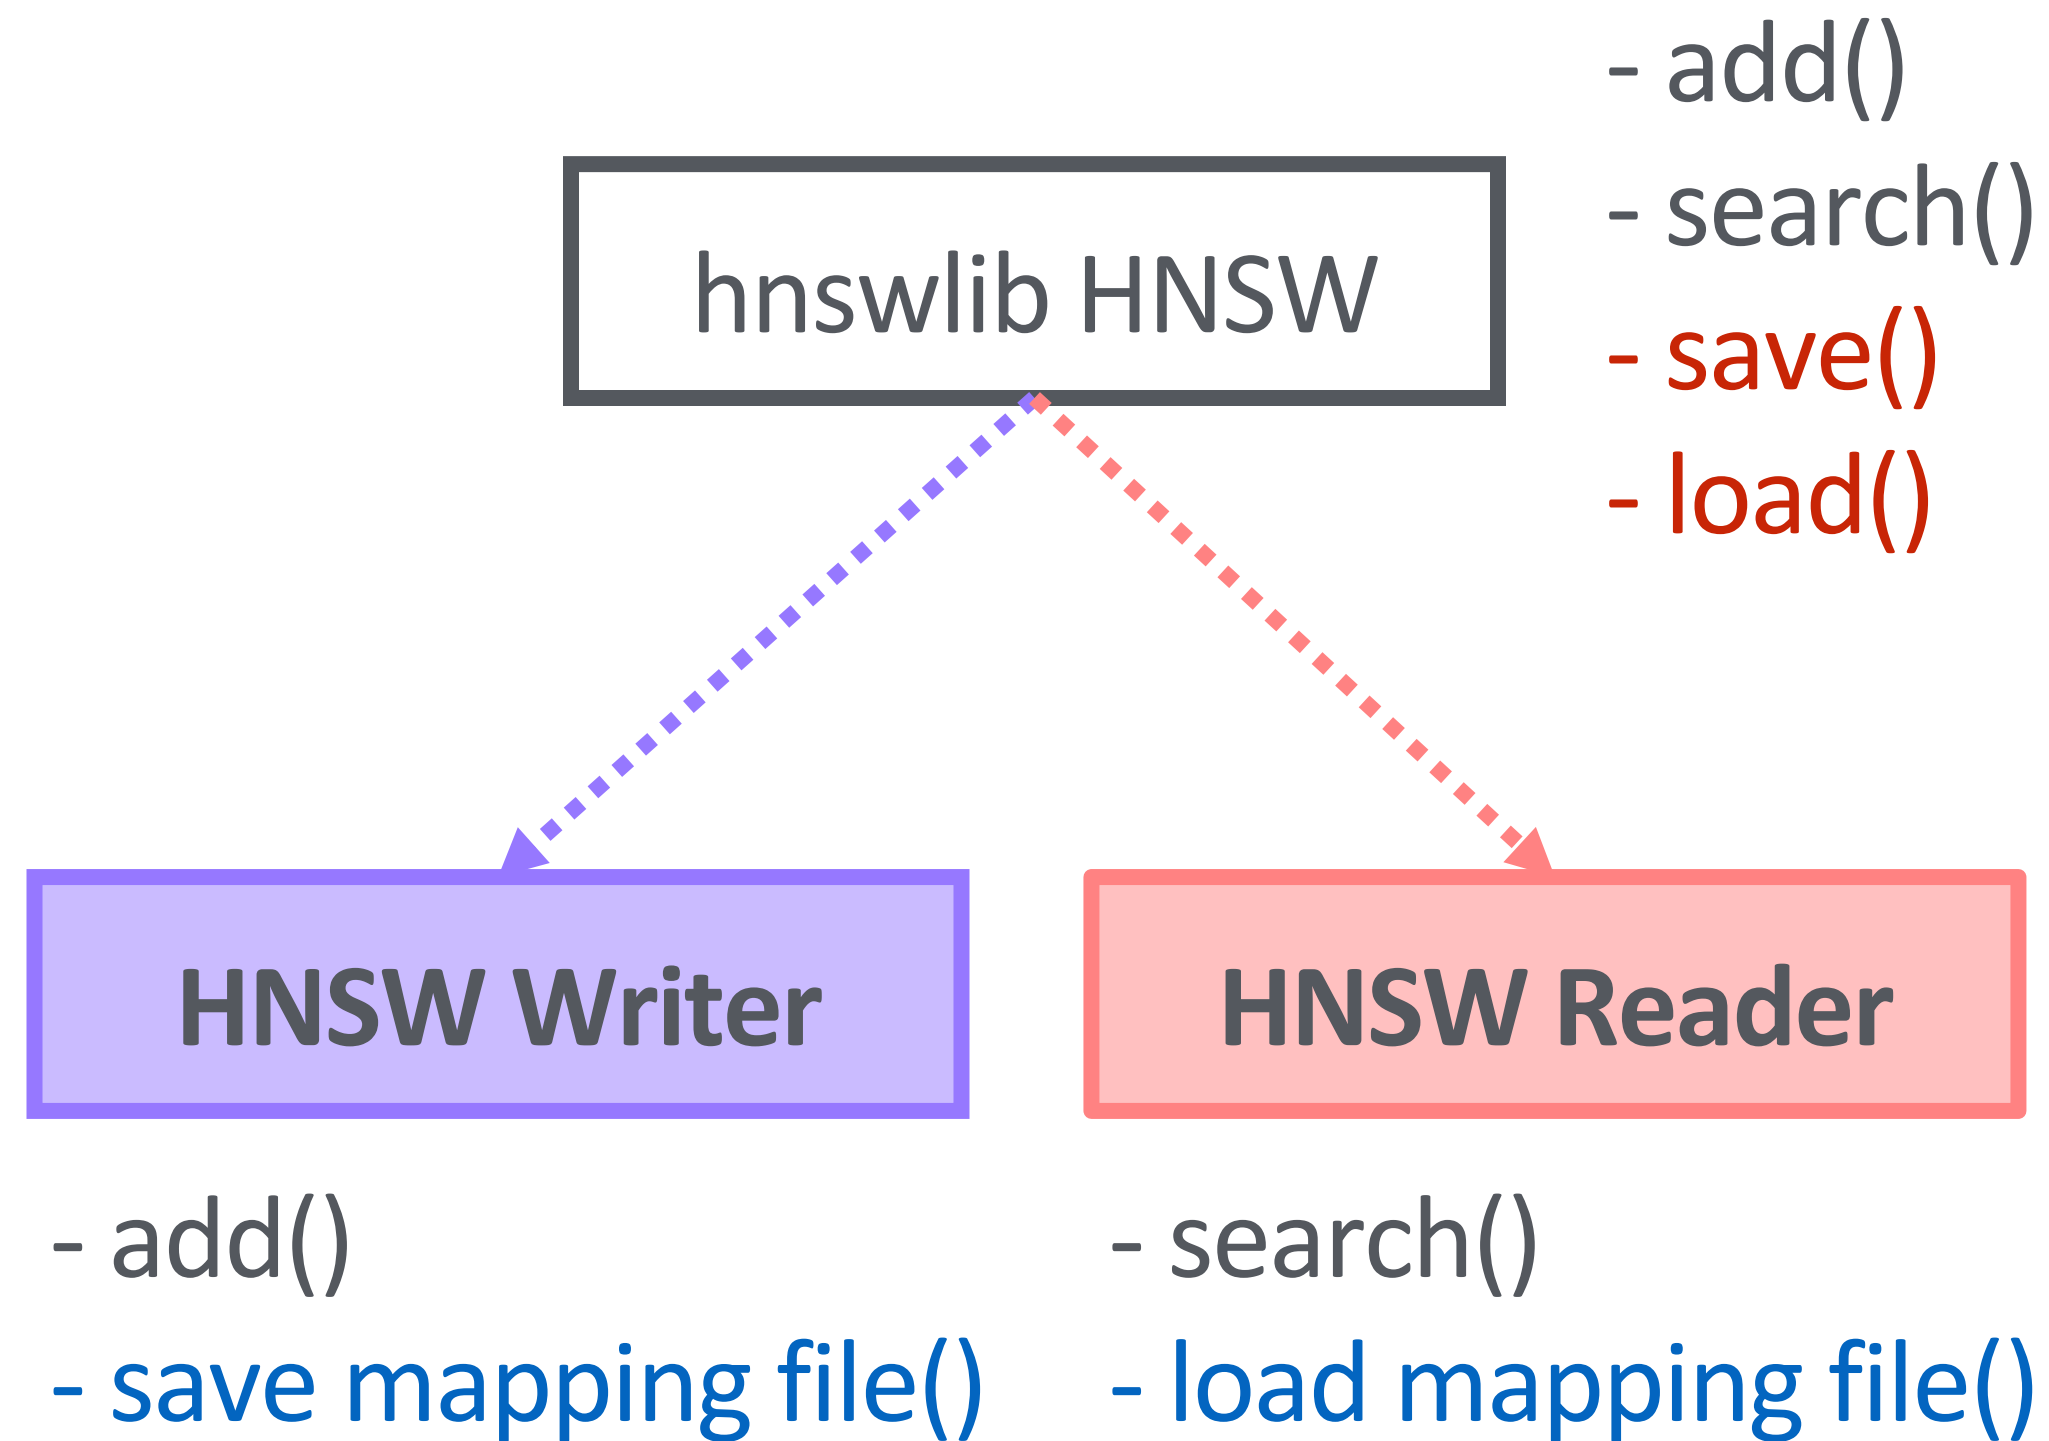 - add()
- search()
- save()
- load()
hnswlib HNSW
HNSW Writer
- add()
- save mapping file()
HNSW Reader
- search()
- load mapping file()